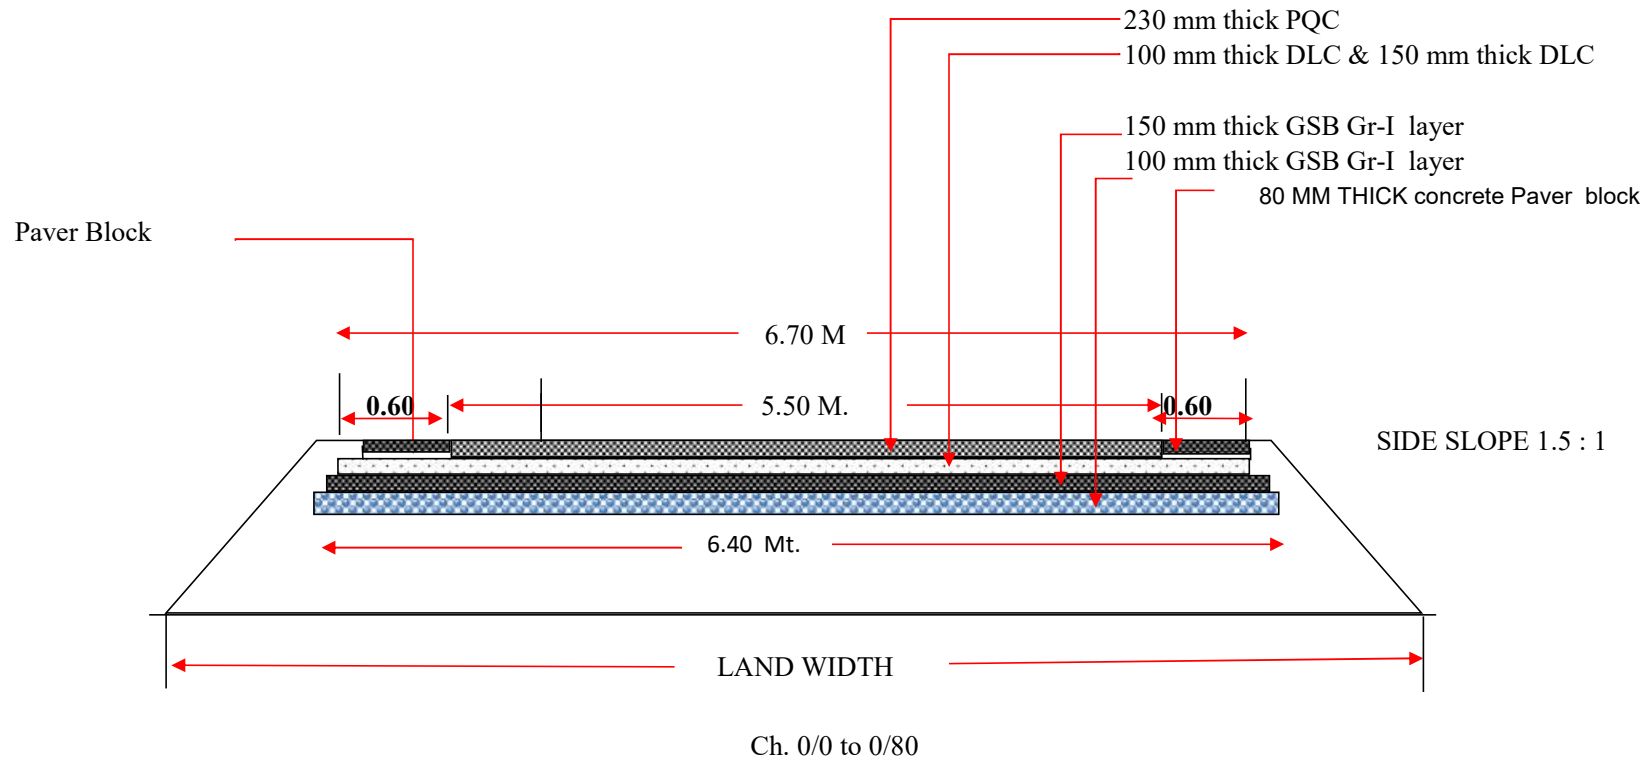 230 mm thick PQC
100 mm thick DLC & 150 mm thick DLC
150 mm thick GSB Gr-I layer
100 mm thick GSB Gr-I layer
80 MM THICK concrete Paver block
Paver Block
6.70 M
0.60
5.50 M.
0.60
SIDE SLOPE 1.5 : 1
6.40 Mt.
LAND WIDTH
Ch. 0/0 to 0/80